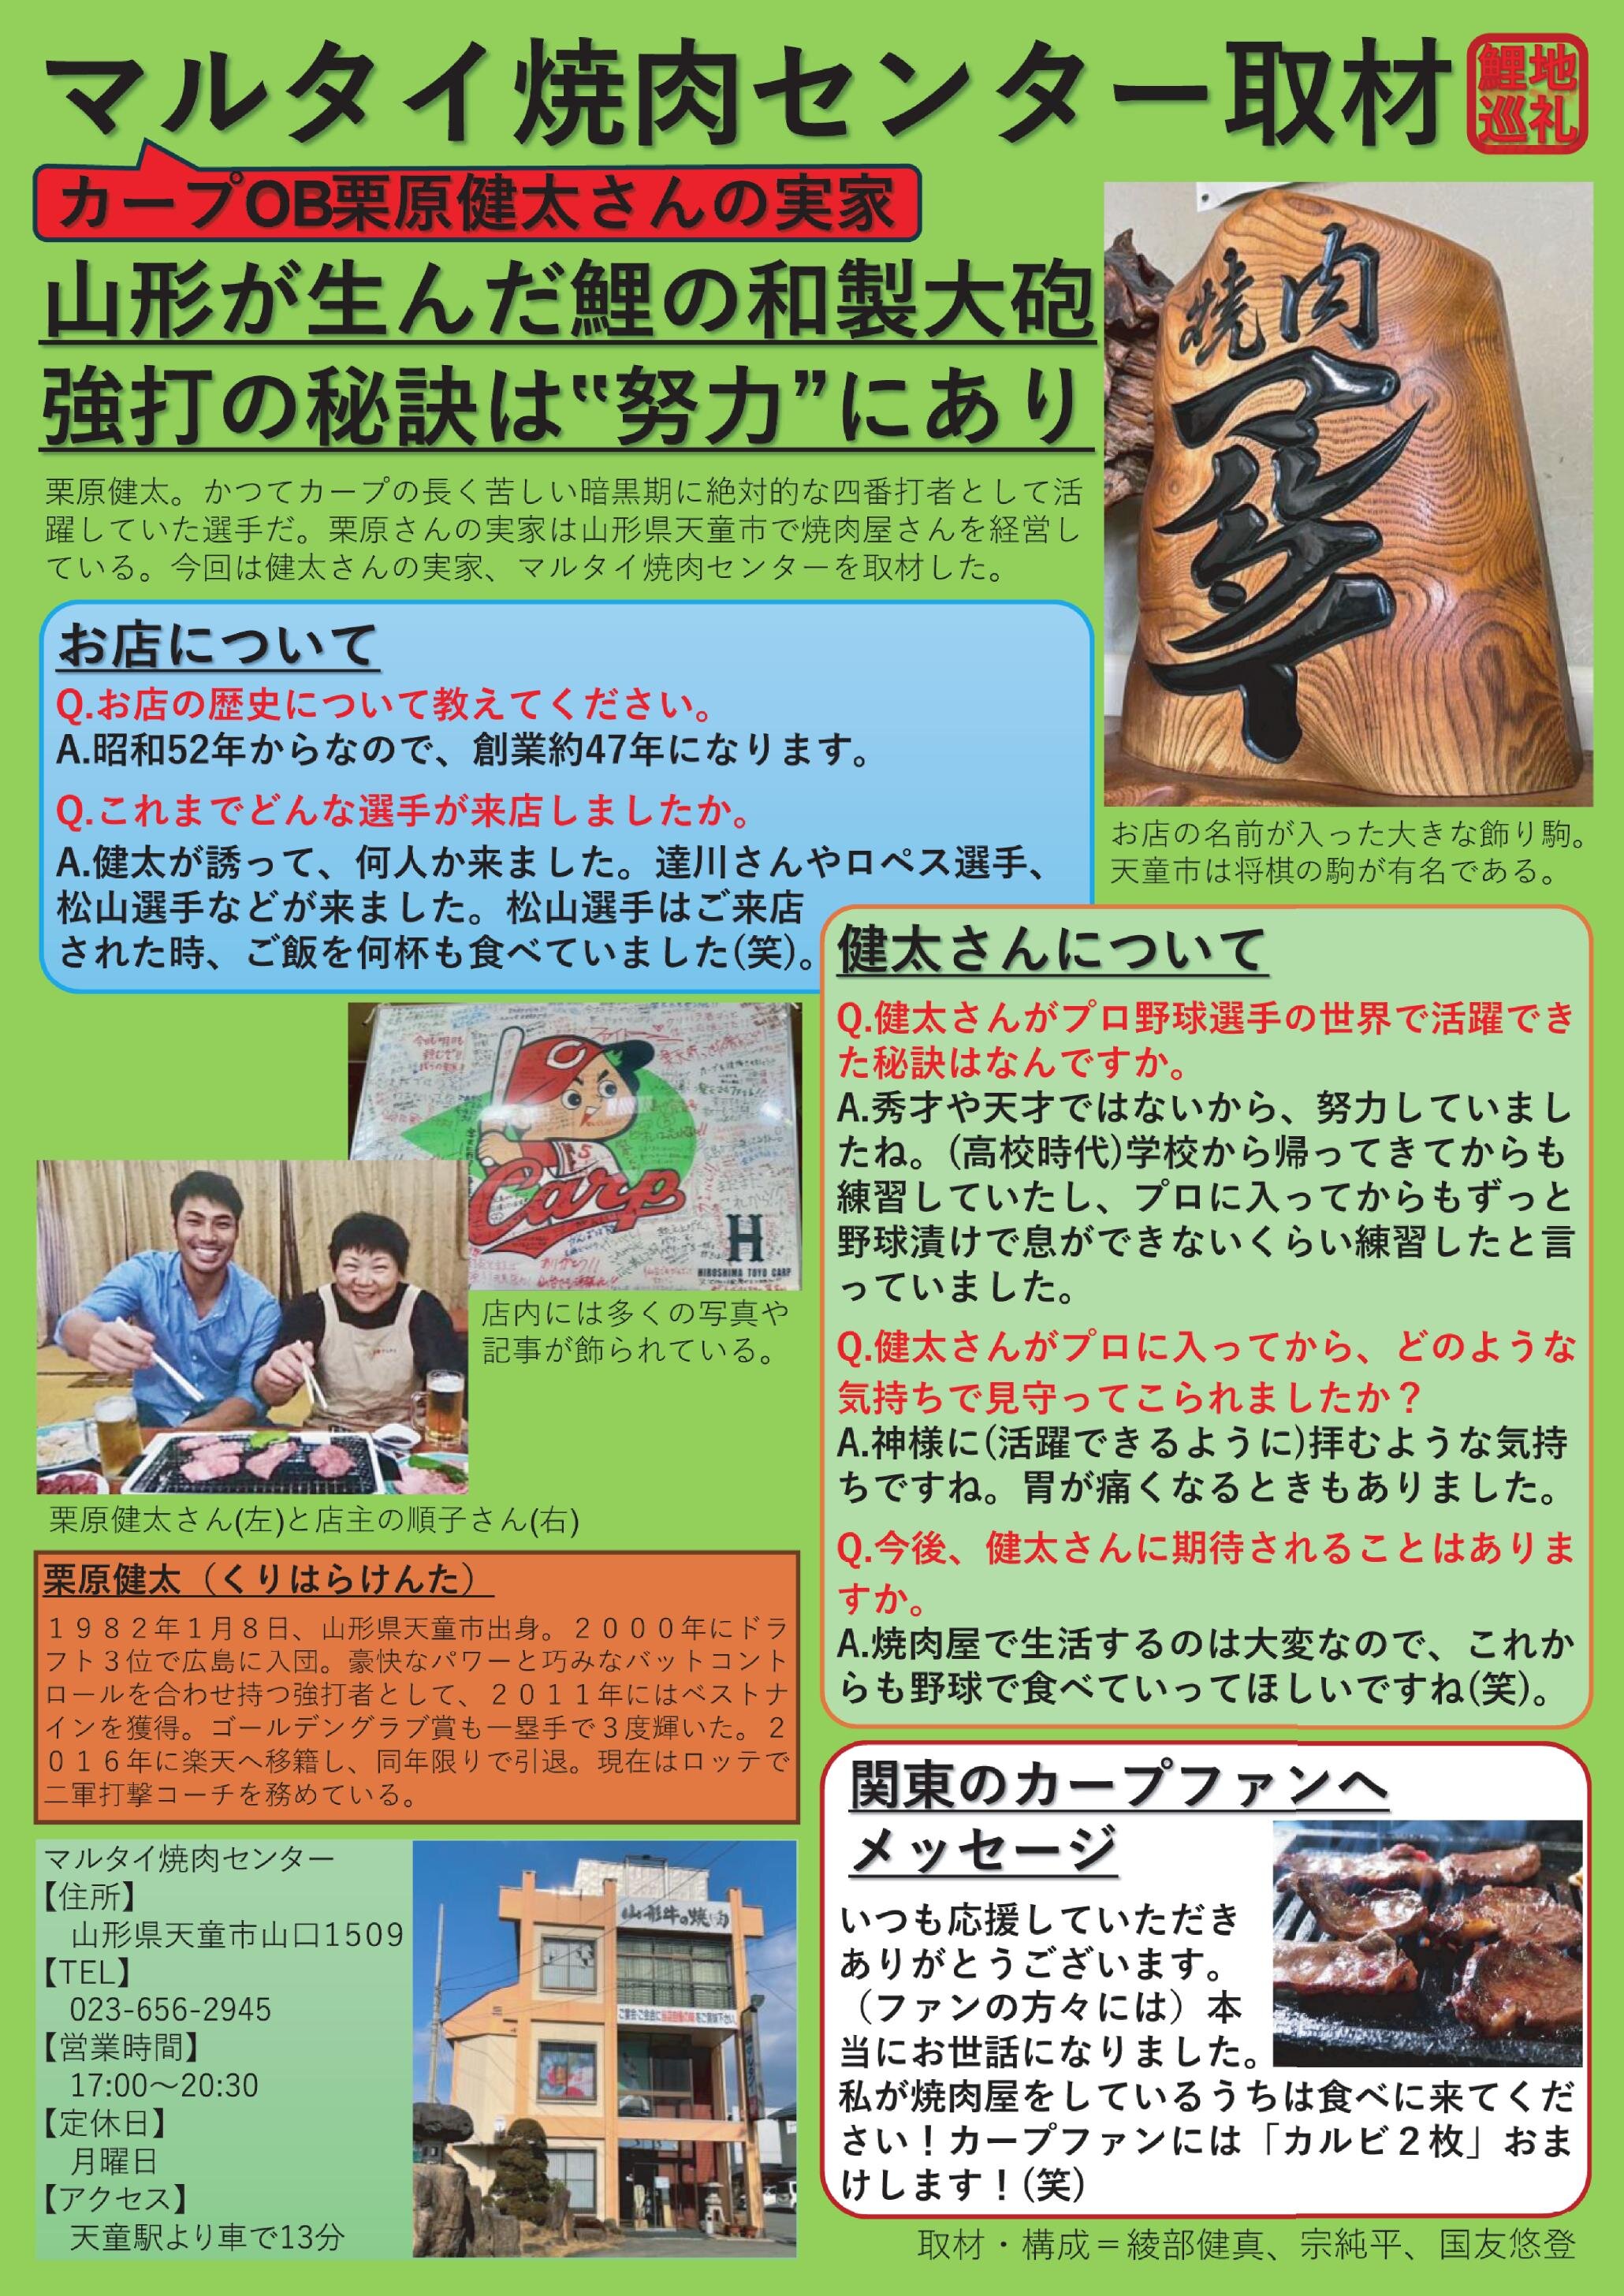 マルタイ焼肉センター取材
鯉地
巡礼
カープOB栗原健太さんの実家
山形が生んだ鯉の和製大砲
強打の秘訣は“努力”にあり
栗原健太。かつてカープの長く苦しい暗黒期に絶対的な四番打者として活
躍していた選手だ。栗原さんの実家は山形県天童市で焼肉屋さんを経営し
ている。今回は健太さんの実家、マルタイ焼肉センターを取材した。
焼肉
お店の名前が入った大きな飾り駒。
天童市は将棋の駒が有名である。
お店について
Q.お店の歴史について教えてください。
A.昭和52年からなので、創業約47年になります。
Q.これまでどんな選手が来店しましたか。
A.健太が誘って、何人か来ました。達川さんやロペス選手、
松山選手などが来ました。松山選手はご来店
された時、ご飯を何杯も食べていました(笑)。
Carp
H
HIROSHIMA TOYO CARP
店内には多くの写真や
記事が飾られている。
栗原健太さん(左)と店主の順子さん(右)
健太さんについて
Q.健太さんがプロ野球選手の世界で活躍でき
た秘訣はなんですか。
A.秀才や天才ではないから、努力していまし
たね。(高校時代)学校から帰ってきてからも
練習していたし、プロに入ってからもずっと
野球漬けで息ができないくらい練習したと言
っていました。
Q.健太さんがプロに入ってから、どのような
気持ちで見守ってこられましたか？
A.神様に(活躍できるように)拝むような気持
ちですね。胃が痛くなるときもありました。
Q.今後、健太さんに期待されることはありま
すか。
A.焼肉屋で生活するのは大変なので、これか
らも野球で食べていってほしいですね(笑)。
栗原健太（くりはらけんた）
１９８２年１月８日、山形県天童市出身。２０００年にドラ
フト３位で広島に入団。豪快なパワーと巧みなバットコント
ロールを合わせ持つ強打者として、２０１１年にはベストナ
インを獲得。ゴールデングラブ賞も一塁手で３度輝いた。２
０１６年に楽天へ移籍し、同年限りで引退。現在はロッテで
二軍打撃コーチを務めている。
マルタイ焼肉センター
【住所】
山形県天童市山口1509
【TEL】
023-656-2945
【営業時間】
17:00～20:30
【定休日】
月曜日
【アクセス】
天童駅より車で13分
山形牛の焼肉
関東のカープファンへ
メッセージ
いつも応援していただき
ありがとうございます。
（ファンの方々には）本
当にお世話になりました。
私が焼肉屋をしているうちは食べに来てくだ
さい！カープファンには「カルビ２枚」おま
けします！(笑)
取材・構成＝綾部健真、宗純平、国友悠登